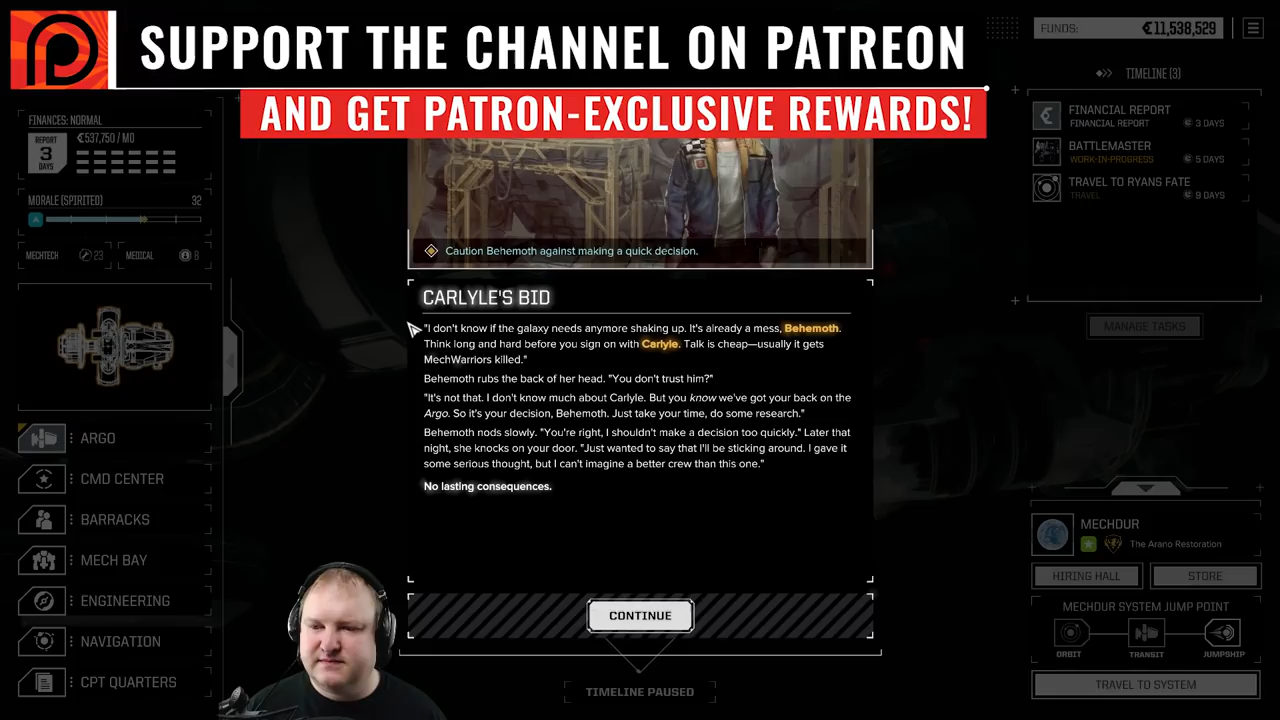 SUPPORT THE CHANNEL ON PATREON
AND GET PATRON-EXCLUSIVE REWARDS!
FUNDS: 11,538,529
TIMELINE (3)
FINANCIAL REPORT
FINANCIAL REPORT 3 DAYS
BATTLEMASTER
WORK-IN-PROGRESS 5 DAYS
TRAVEL TO RYANS FATE
TRAVEL 9 DAYS
MANAGE TASKS
FINANCES: NORMAL
REPORT 3 DAYS
537,750 / MO
MORALE (SPIRITED) 32
MECHTECH 23 MEDICAL 8
ARGO
CMD CENTER
BARRACKS
MECH BAY
ENGINEERING
NAVIGATION
CPT QUARTERS
Caution Behemoth against making a quick decision.
CARLYLE'S BID
"I don't know if the galaxy needs anymore shaking up. It's already a mess, Behemoth.
Think long and hard before you sign on with Carlyle. Talk is cheap—usually it gets
MechWarriors killed."
Behemoth rubs the back of her head. "You don't trust him?"
"It's not that. I don't know much about Carlyle. But you know we've got your back on the
Argo. So it's your decision, Behemoth. Just take your time, do some research."
Behemoth nods slowly. "You're right, I shouldn't make a decision too quickly." Later that
night, she knocks on your door. "Just wanted to say that I'll be sticking around. I gave it
some serious thought, but I can't imagine a better crew than this one."
No lasting consequences.
CONTINUE
TIMELINE PAUSED
MECHDUR
The Arano Restoration
HIRING HALL STORE
MECHDUR SYSTEM JUMP POINT
ORBIT TRANSIT JUMPSHIP
TRAVEL TO SYSTEM